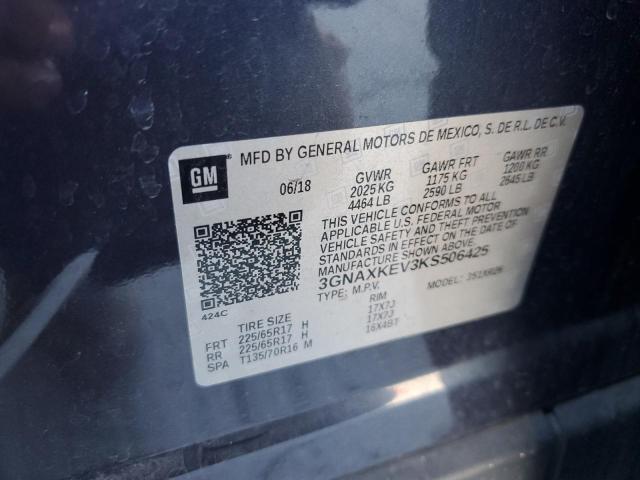 GM
MFD BY GENERAL MOTORS DE MEXICO, S. DE R.L. DE C.V.
06/18 GVWR GAWR FRT GAWR RR
2025 KG 1175 KG 1200 KG
4464 LB 2590 LB 2645 LB
THIS VEHICLE CONFORMS TO ALL
APPLICABLE U.S. FEDERAL MOTOR
VEHICLE SAFETY AND THEFT PREVENTION
STANDARDS IN EFFECT ON THE DATE OF
MANUFACTURE SHOWN ABOVE.
3GNAXKEV3KS506425
TYPE: M.P.V. MODEL:
424C
TIRE SIZE RIM
FRT 225/65R17 H 17X7J
RR 225/65R17 H 17X7J
SPA T135/70R16 M 16X4BT